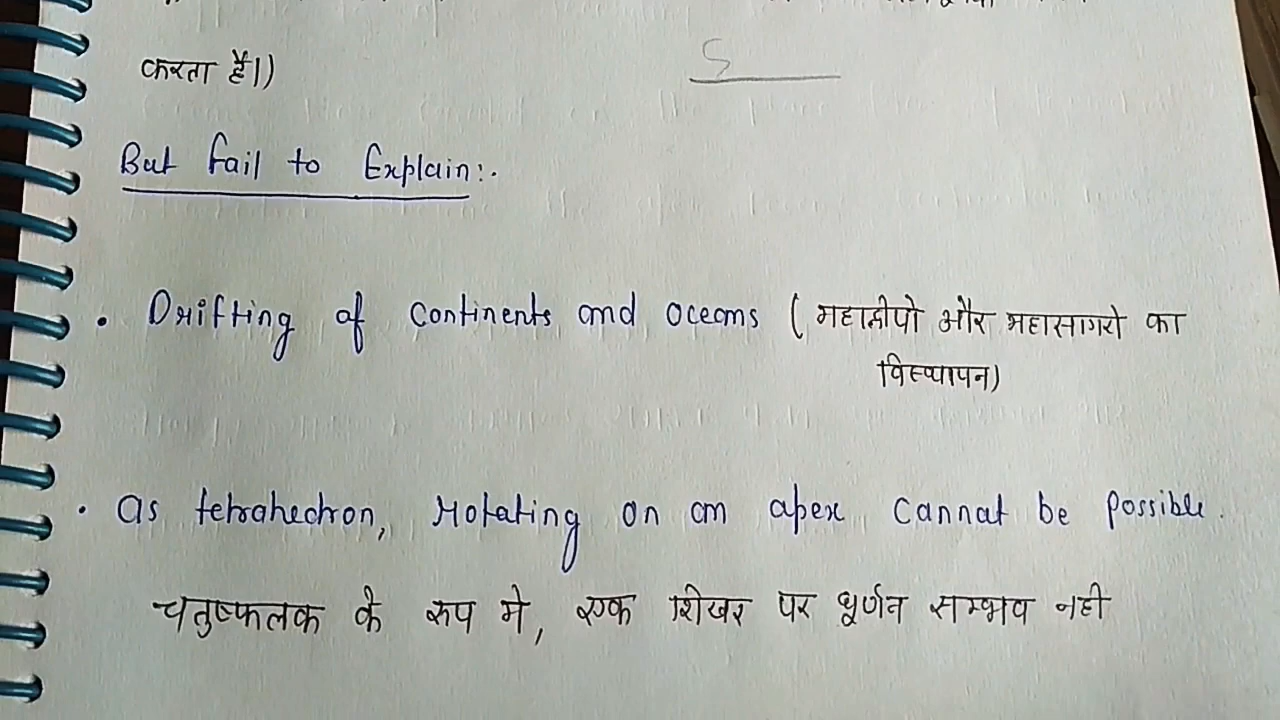 करता है।)
S
But fail to Explain:-
• Drifting of continents and oceans (महाद्वीपो और महासागरो का
विस्थापन)
• as tetrahedron, rotating on an apex cannat be possible.
चतुष्फलक के रूप मे, एक शिखर पर घूर्णन सम्भव नही